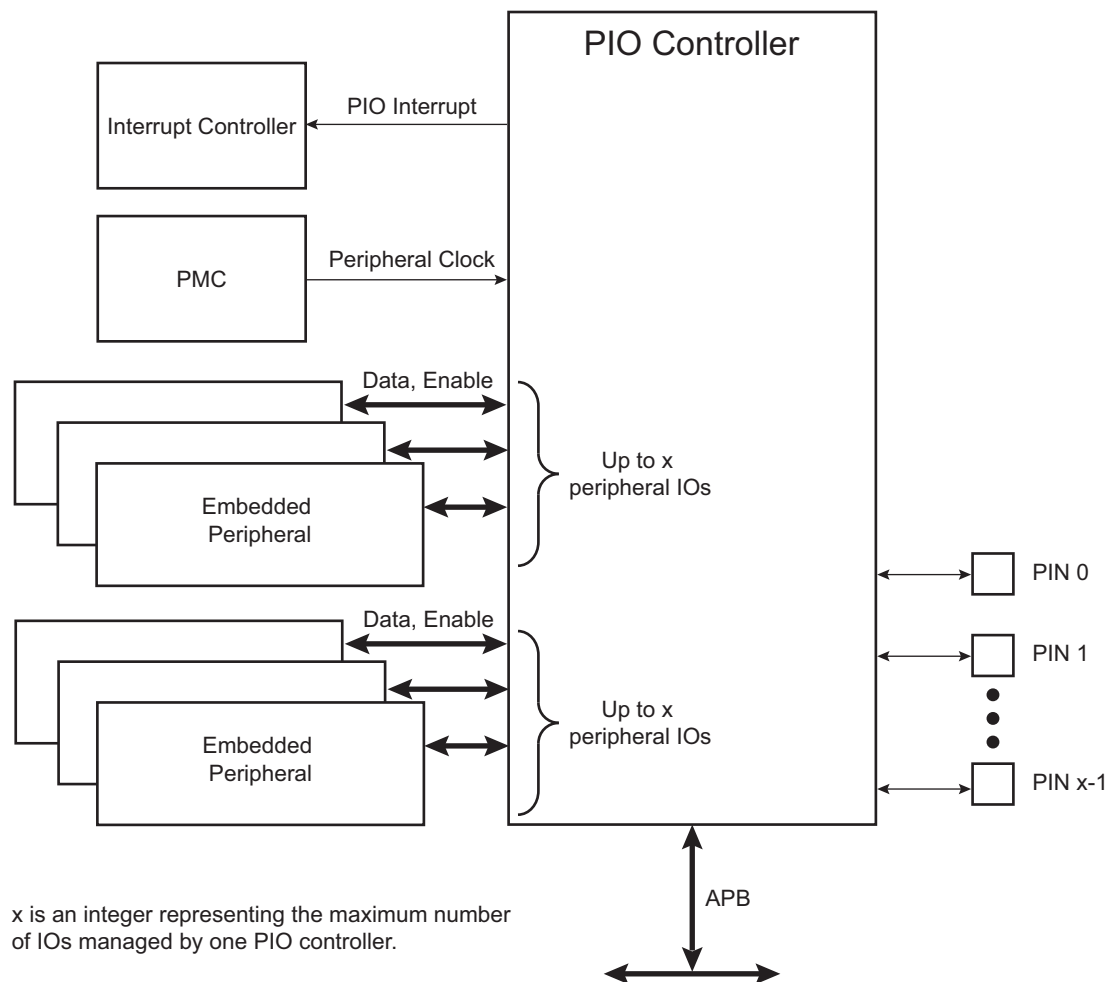 PIO Controller
PIO Interrupt
Interrupt Controller
Peripheral Clock
PMC
Data, Enable
Up to x
peripheral IOs
Embedded
Peripheral
PIN 0
Data, Enable
PIN 1
Up to x
peripheral IOs
Embedded
Peripheral
PIN x-1
APB
x is an integer representing the maximum number
of IOs managed by one PIO controller.